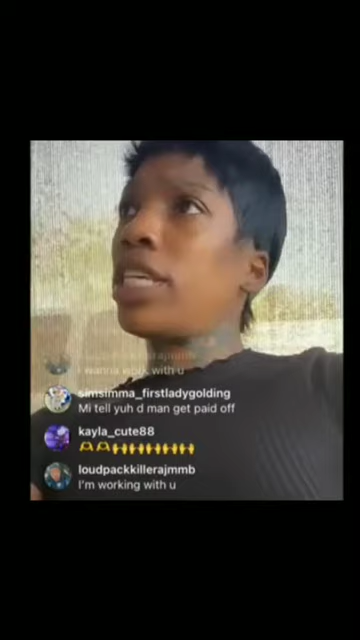 I wanna work with u
simsimma_firstladygolding
Mi tell yuh d man get paid off
kayla_cute88
🫶🫶🙌🙌🙌🙌🙌🙌
loudpackkillerajmmb
I'm working with u